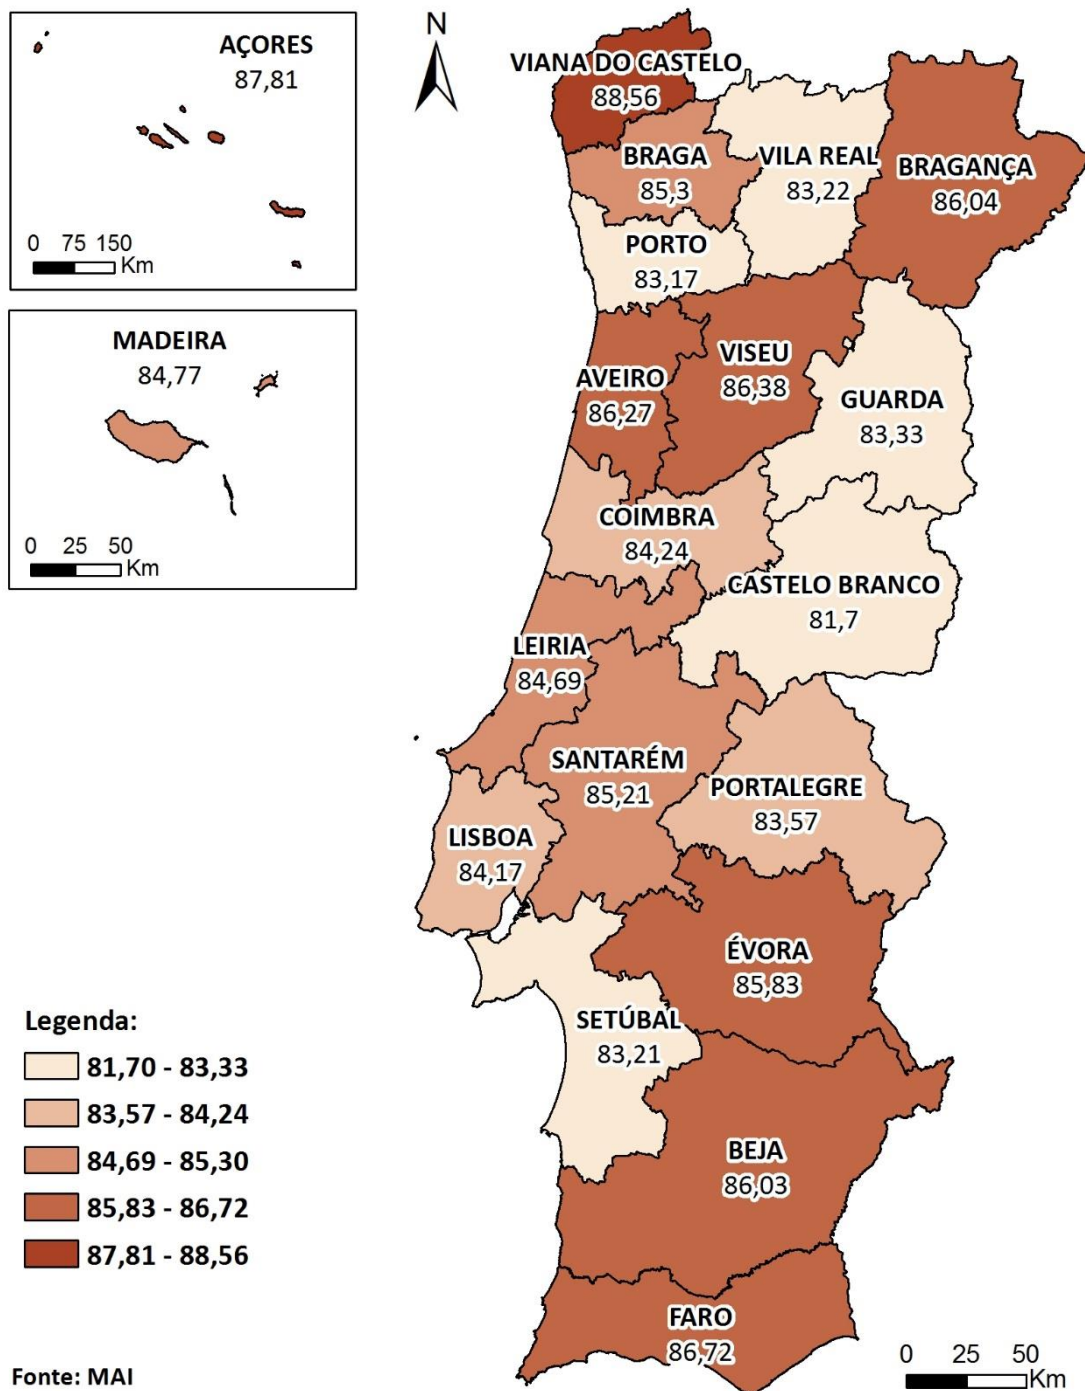 AÇORES
87,81
0 75 150
Km
MADEIRA
84,77
0 25 50
Km
N
VIANA DO CASTELO
88,56
BRAGA
85,3
VILA REAL
83,22
BRAGANÇA
86,04
PORTO
83,17
AVEIRO
86,27
VISEU
86,38
GUARDA
83,33
COIMBRA
84,24
CASTELO BRANCO
81,7
LEIRIA
84,69
SANTARÉM
85,21
PORTALEGRE
83,57
LISBOA
84,17
ÉVORA
85,83
SETÚBAL
83,21
BEJA
86,03
FARO
86,72
Legenda:
81,70 - 83,33
83,57 - 84,24
84,69 - 85,30
85,83 - 86,72
87,81 - 88,56
Fonte: MAI
0 25 50
Km